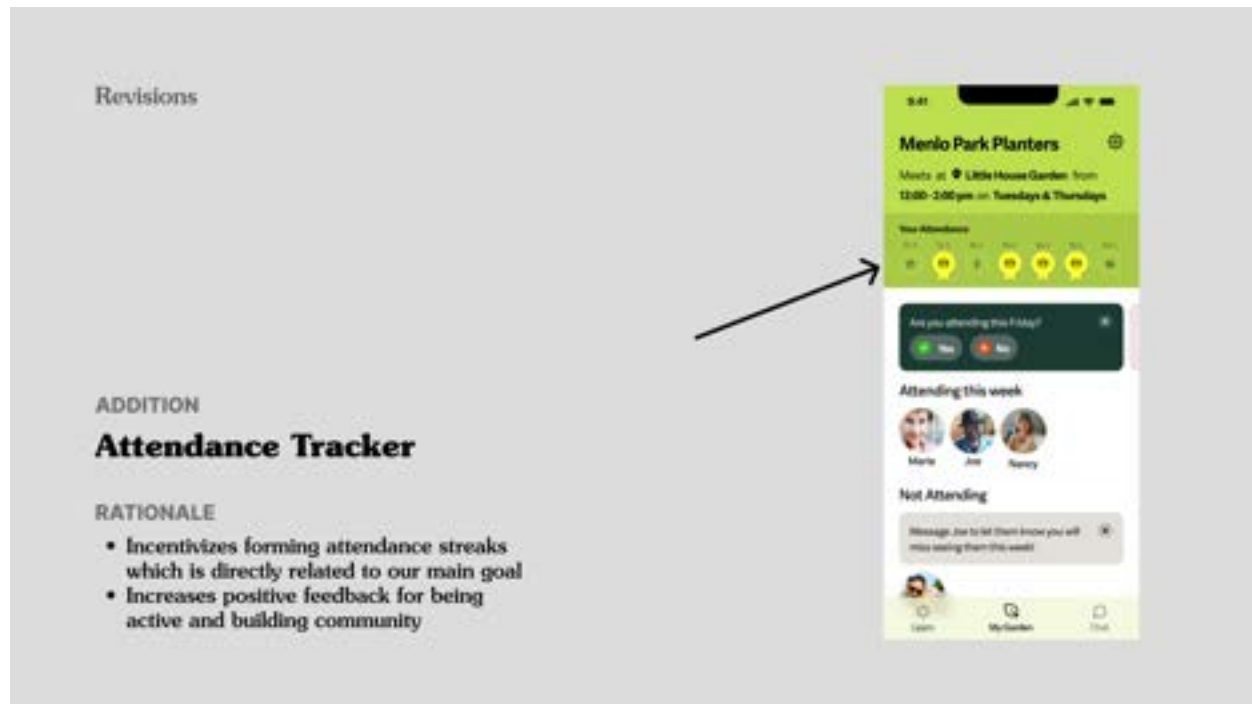 Revisions
ADDITION
Attendance Tracker
RATIONALE
• Incentivizes forming attendance streaks
which is directly related to our main goal
• Increases positive feedback for being
active and building community
9:41
Menlo Park Planters
Meets at Little House Garden from
12:00-2:00 pm on Tuesdays & Thursdays
Your Attendance
Are you attending this Friday?
Yes
No
Attending this week
Joe
Nancy
Not Attending
Message Joe to let them know you will
miss seeing them this week!
Learn
My Garden
Chat